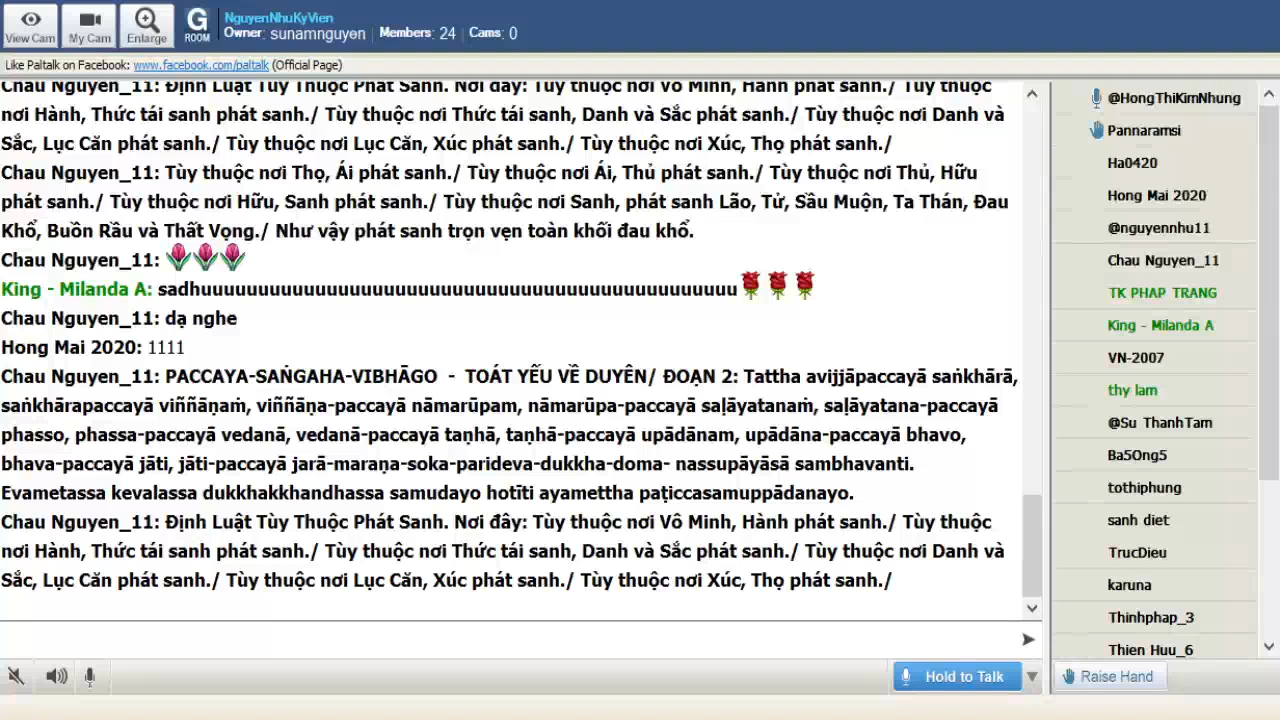 View Cam
My Cam
Enlarge
G
ROOM
NguyenNhuKyVien
Owner: sunamnguyen | Members: 24 | Cams: 0
Like Paltalk on Facebook: www.facebook.com/paltalk (Official Page)
Chau Nguyen_11: Định Luật Tùy Thuộc Phát Sanh. Nơi đây: Tùy thuộc nơi Vô Minh, Hành phát sanh./ Tùy thuộc
nơi Hành, Thức tái sanh phát sanh./ Tùy thuộc nơi Thức tái sanh, Danh và Sắc phát sanh./ Tùy thuộc nơi Danh và
Sắc, Lục Căn phát sanh./ Tùy thuộc nơi Lục Căn, Xúc phát sanh./ Tùy thuộc nơi Xúc, Thọ phát sanh./
Chau Nguyen_11: Tùy thuộc nơi Thọ, Ái phát sanh./ Tùy thuộc nơi Ái, Thủ phát sanh./ Tùy thuộc nơi Thủ, Hữu
phát sanh./ Tùy thuộc nơi Hữu, Sanh phát sanh./ Tùy thuộc nơi Sanh, phát sanh Lão, Tử, Sầu Muộn, Ta Thán, Đau
Khổ, Buồn Rầu và Thất Vọng./ Như vậy phát sanh trọn vẹn toàn khối đau khổ.
Chau Nguyen_11:
King - Milanda A: sadhuuuuuuuuuuuuuuuuuuuuuuuuuuuuuuuuuuuuuuuuuuuuuuu
Chau Nguyen_11: dạ nghe
Hong Mai 2020: 1111
Chau Nguyen_11: PACCAYA-SAṄGAHA-VIBHĀGO - TOÁT YẾU VỀ DUYÊN/ ĐOẠN 2: Tattha avijjāpaccayā saṅkhārā,
saṅkhārapaccayā viññāṇaṁ, viññāṇa-paccayā nāmarūpam, nāmarūpa-paccayā saḷāyatanaṁ, saḷāyatana-paccayā
phasso, phassa-paccayā vedanā, vedanā-paccayā taṇhā, taṇhā-paccayā upādānam, upādāna-paccayā bhavo,
bhava-paccayā jāti, jāti-paccayā jarā-maraṇa-soka-parideva-dukkha-doma- nassupāyāsā sambhavanti.
Evametassa kevalassa dukkhakkhandhassa samudayo hotīti ayamettha paṭiccasamuppādanayo.
Chau Nguyen_11: Định Luật Tùy Thuộc Phát Sanh. Nơi đây: Tùy thuộc nơi Vô Minh, Hành phát sanh./ Tùy thuộc
nơi Hành, Thức tái sanh phát sanh./ Tùy thuộc nơi Thức tái sanh, Danh và Sắc phát sanh./ Tùy thuộc nơi Danh và
Sắc, Lục Căn phát sanh./ Tùy thuộc nơi Lục Căn, Xúc phát sanh./ Tùy thuộc nơi Xúc, Thọ phát sanh./
Hold to Talk
@HongThiKimNhung
Pannaramsi
Ha0420
Hong Mai 2020
@nguyennhu11
Chau Nguyen_11
TK PHAP TRANG
King - Milanda A
VN-2007
thy lam
@Su ThanhTam
Ba5Ong5
tothiphung
sanh diet
TrucDieu
karuna
Thinhphap_3
Thien Huu_6
Raise Hand